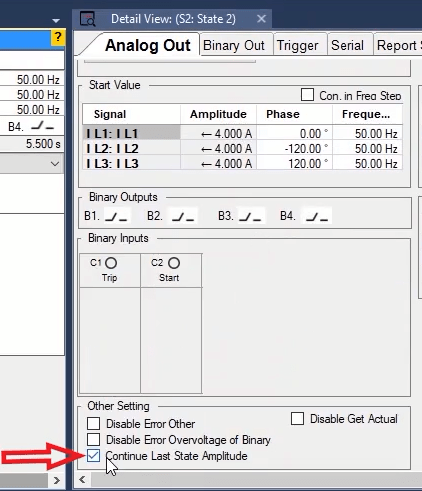 ?
Detail View: (S2: State 2)
Analog Out Binary Out Trigger Serial Report S
50.00 Hz
50.00 Hz
50.00 Hz
B4.
5.500 s
Start Value
Con. in Freq Step
Signal Amplitude Phase Freque...
I L1: I L1 ← 4.000 A 0.00 ° 50.00 Hz
I L2: I L2 ← 4.000 A -120.00 ° 50.00 Hz
I L3: I L3 ← 4.000 A 120.00 ° 50.00 Hz
Binary Outputs
B1. B2. B3. B4.
Binary Inputs
C1 C2
Trip Start
Other Setting
Disable Error Other Disable Get Actual
Disable Error Overvoltage of Binary
Continue Last State Amplitude